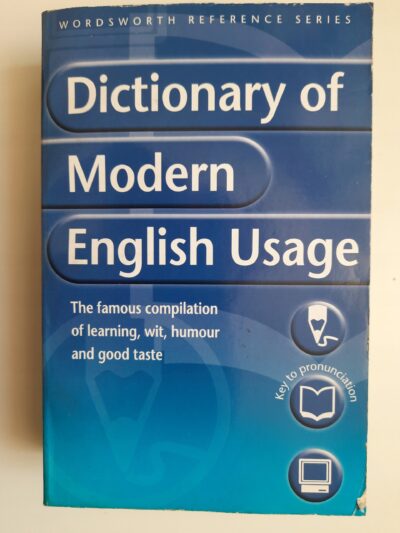 WORDSWORTH REFERENCE SERIES
Dictionary of
Modern
English Usage
The famous compilation
of learning, wit, humour
and good taste
Key to pronunciation